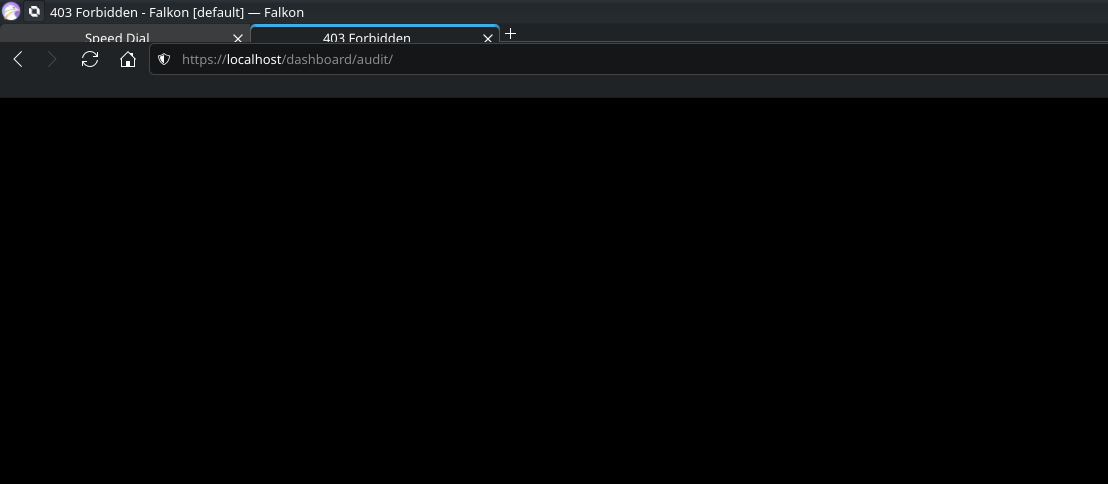 403 Forbidden - Falkon [default] — Falkon
Speed Dial
403 Forbidden
https://localhost/dashboard/audit/